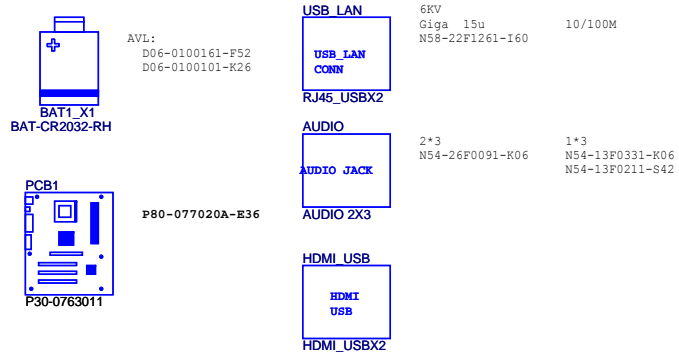 AVL:
D06-0100161-F52
D06-0100101-K26
BAT1_X1
BAT-CR2032-RH
PCB1
P80-077020A-E36
P30-0763011
USB_LAN
USB_LAN
CONN
RJ45_USBX2
6KV
Giga 15u 10/100M
N58-22F1261-I60
AUDIO
AUDIO JACK
AUDIO 2X3
2*3 1*3
N54-26F0091-K06 N54-13F0331-K06
N54-13F0211-S42
HDMI_USB
HDMI
USB
HDMI_USBX2